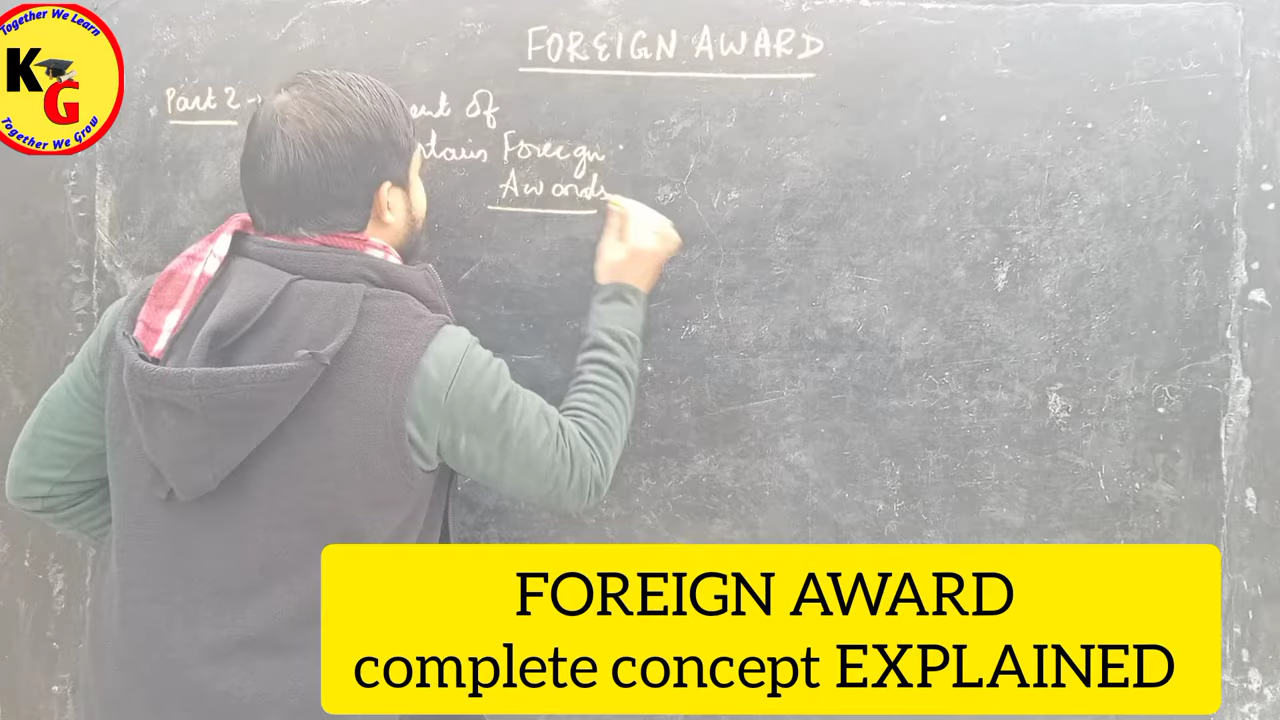 Together We Learn
KG
Together We Grow
FOREIGN AWARD
Part 2 → ent of
Foreign
Awards
FOREIGN AWARD
complete concept EXPLAINED